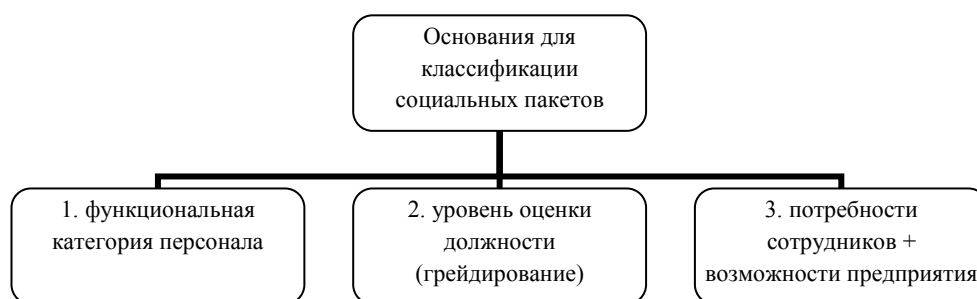 Основания для
классификации
социальных пакетов
1. функциональная
категория персонала
2. уровень оценки
должности
(грейдирование)
3. потребности
сотрудников +
возможности предприятия